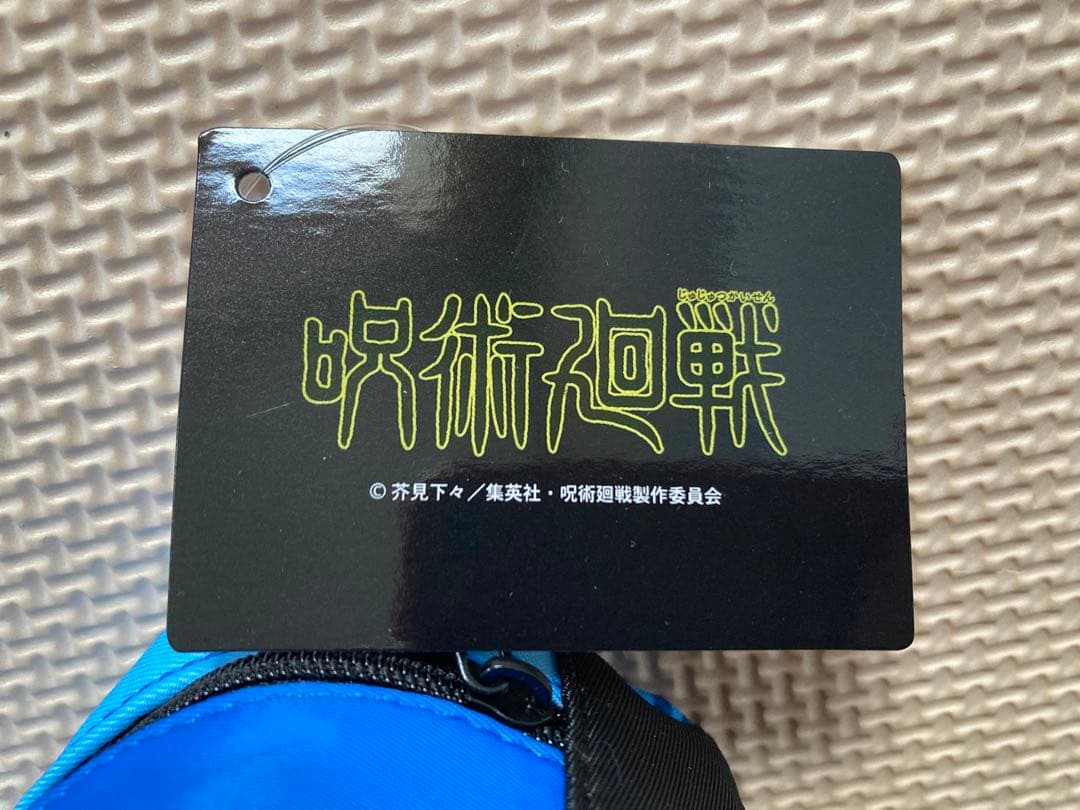 じゅじゅつかいせん
呪術廻戦
© 芥見下々／集英社・呪術廻戦製作委員会